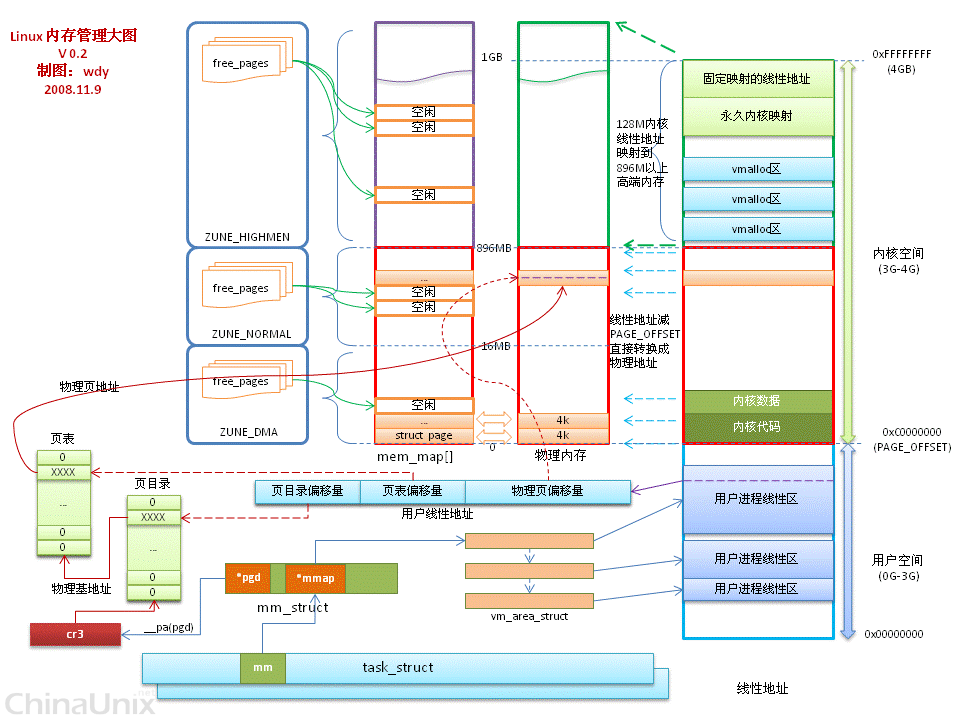 Linux 内存管理大图
V 0.2
制图：wdy
2008.11.9
free_pages
ZUNE_HIGHMEN
free_pages
ZUNE_NORMAL
free_pages
ZUNE_DMA
空闲
空闲
空闲
...
空闲
空闲
空闲
...
struct page
mem_map[]
1GB
896MB
16MB
0
4k
4k
物理内存
128M内核
线性地址
映射到
896M以上
高端内存
线性地址减
PAGE_OFFSET
直接转换成
物理地址
固定映射的线性地址
永久内核映射
vmalloc区
vmalloc区
vmalloc区
内核数据
内核代码
用户进程线性区
用户进程线性区
用户进程线性区
0xFFFFFFFF
(4GB)
内核空间
(3G-4G)
0xC0000000
(PAGE_OFFSET)
用户空间
(0G-3G)
0x00000000
线性地址
物理页地址
页表
0
XXXX
...
0
0
页目录
0
XXXX
...
0
0
物理基地址
cr3
__pa(pgd)
页目录偏移量
页表偏移量
物理页偏移量
用户线性地址
*pgd
*mmap
mm_struct
vm_area_struct
mm
task_struct
ChinaUnix
.net